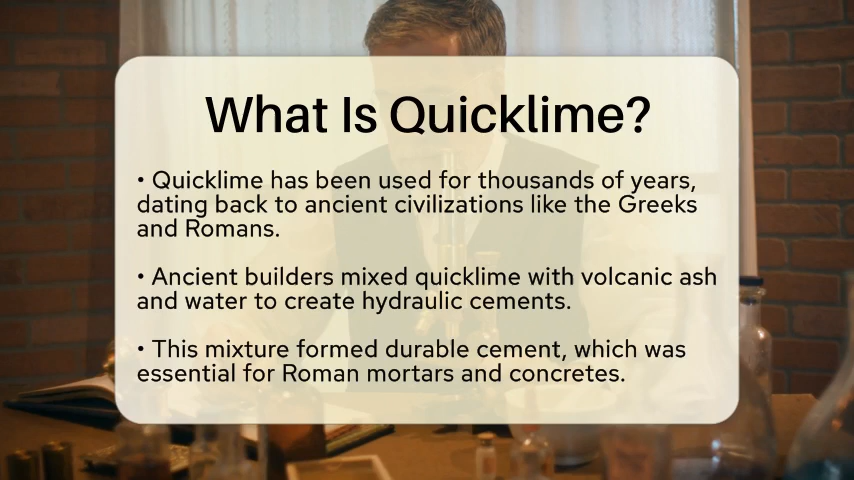 What Is Quicklime?
• Quicklime has been used for thousands of years,
dating back to ancient civilizations like the Greeks
and Romans.
• Ancient builders mixed quicklime with volcanic ash
and water to create hydraulic cements.
• This mixture formed durable cement, which was
essential for Roman mortars and concretes.